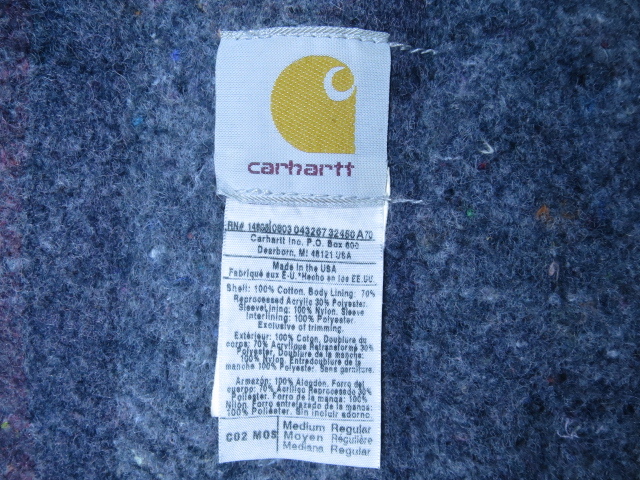 carhartt
RN# 14806 0803 043267 32450 A70
Carhartt Inc. P.O. Box 600
Dearborn, MI 48121 USA
Made in the USA
Fabriqué aux E-U. *Hecho en los EE.UU.
Shell: 100% Cotton. Body Lining: 70%
Reprocessed Acrylic 30% Polyester.
Sleeve Lining: 100% Nylon. Sleeve
Interlining: 100% Polyester.
Exclusive of trimming.
Extérieur: 100% Coton. Doublure du
corps: 70% Acrylique Retransformé 30%
Polyester. Doublure de la manche:
100% Nylon. Entredoublure de la
manche 100% Polyester. Sans garniture.
Armazón: 100% Algodón. Forro del
cuerpo: 70% Acrílico Reprocesado 30%
Poliéster. Forro de la manga: 100%
Nilón. Forro entrelazado de la manga:
100% Poliéster. Sin incluir adorno.
C02 MOS Medium Regular
Moyen Régulière
Mediana Regular